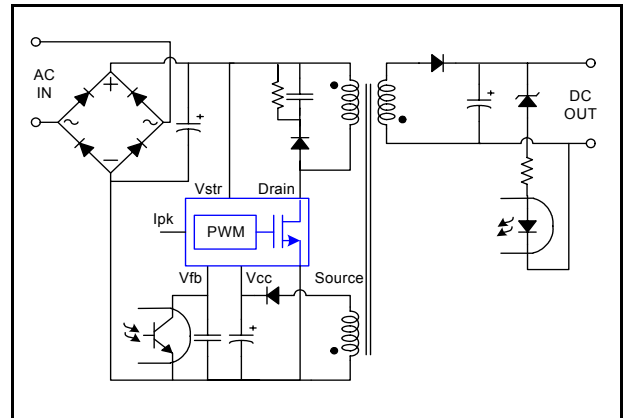 AC
IN
+
−
~
~
+
+
DC
OUT
Vstr
Drain
Ipk
PWM
Vfb
Vcc
Source
+